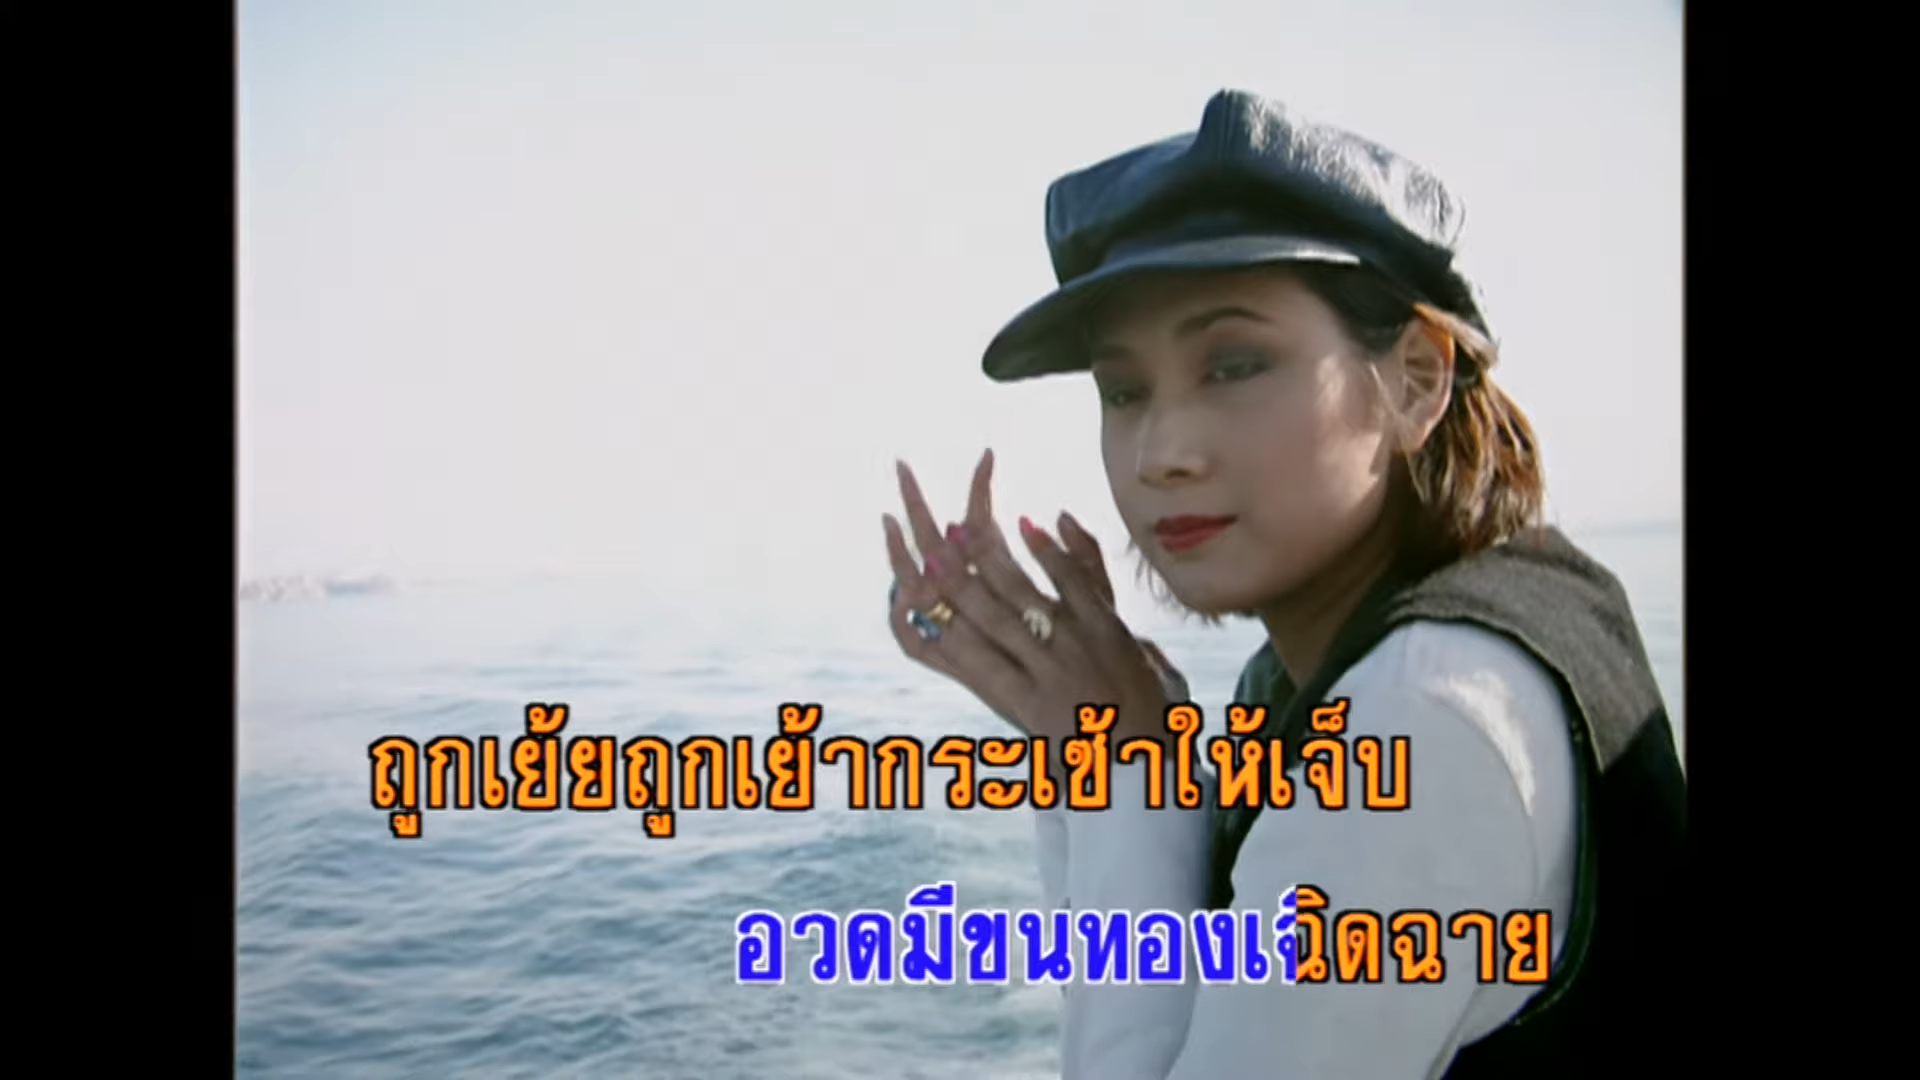 ถูกเย้ยถูกเย้ากระเซ้าให้เจ็บ
อวดมีขนทองเฉิดฉาย